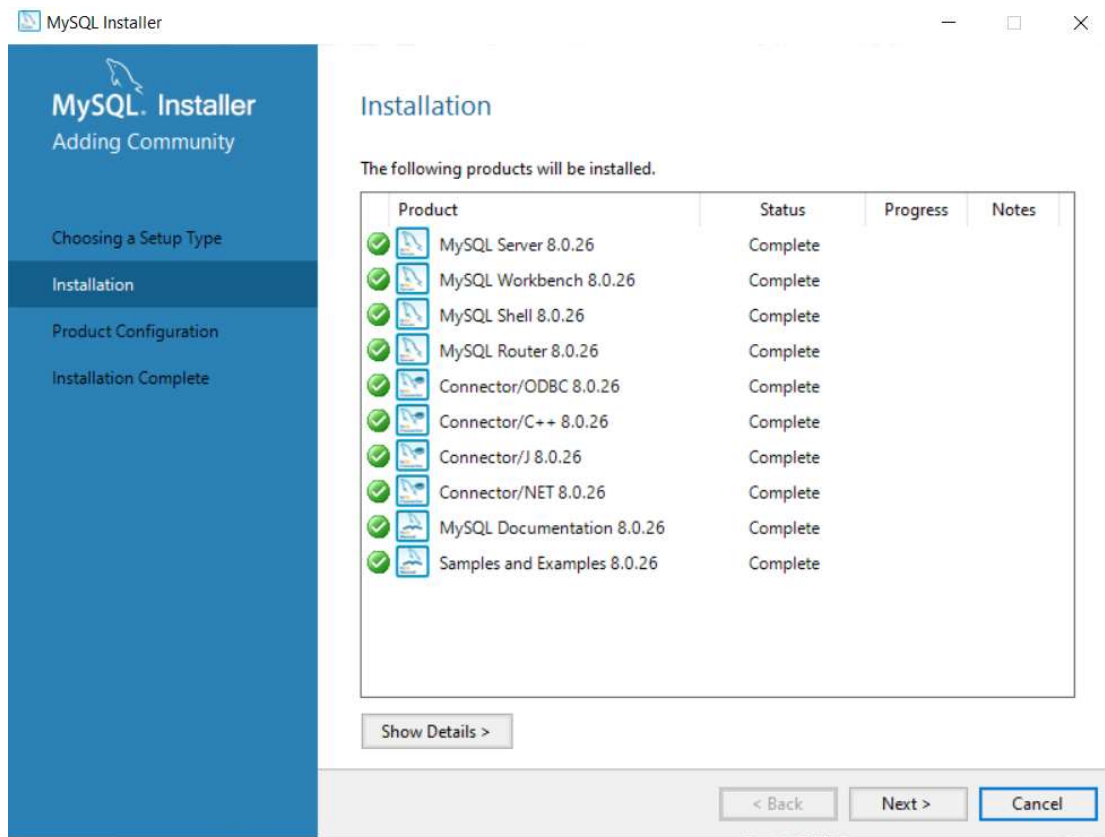 MySQL Installer
MySQL. Installer
Adding Community
Choosing a Setup Type
Installation
Product Configuration
Installation Complete
Installation
The following products will be installed.
Product Status Progress Notes
MySQL Server 8.0.26 Complete
MySQL Workbench 8.0.26 Complete
MySQL Shell 8.0.26 Complete
MySQL Router 8.0.26 Complete
Connector/ODBC 8.0.26 Complete
Connector/C++ 8.0.26 Complete
Connector/J 8.0.26 Complete
Connector/NET 8.0.26 Complete
MySQL Documentation 8.0.26 Complete
Samples and Examples 8.0.26 Complete
Show Details >
< Back Next > Cancel